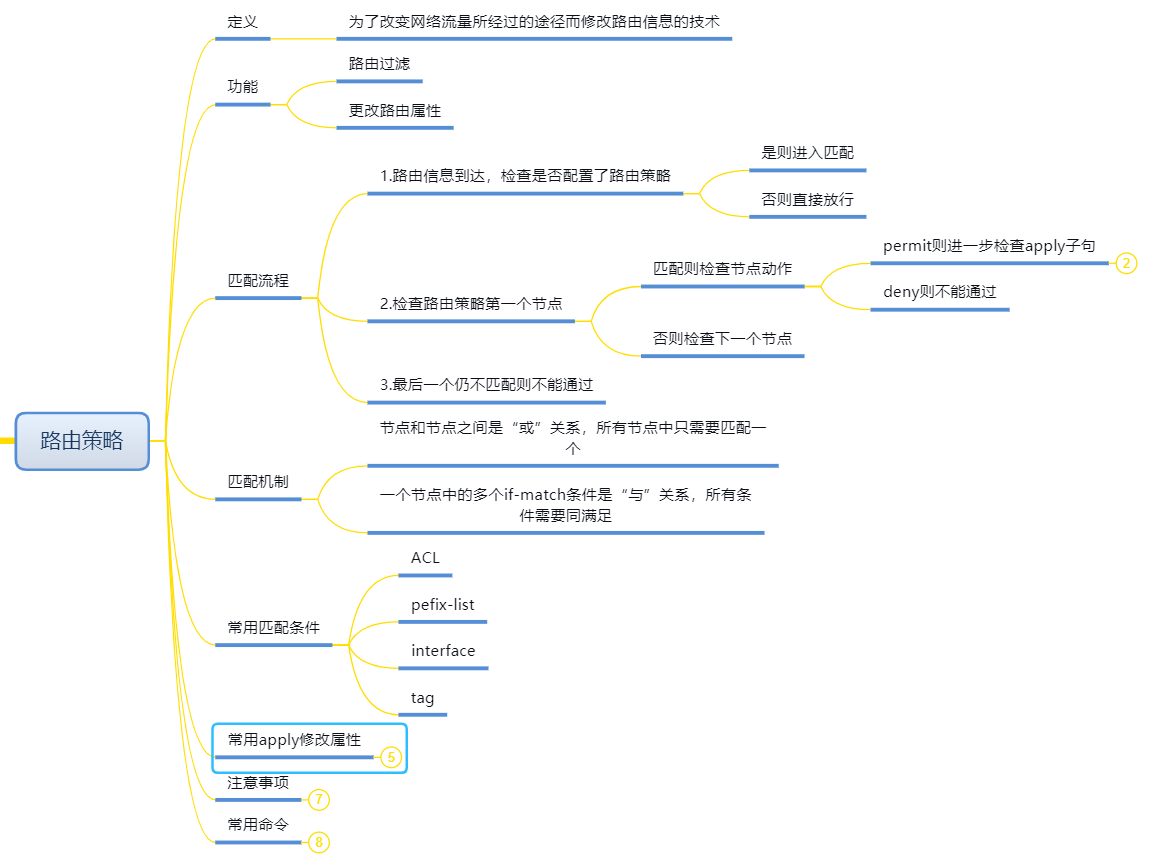 路由策略
定义
为了改变网络流量所经过的途径而修改路由信息的技术
功能
路由过滤
更改路由属性
匹配流程
1.路由信息到达，检查是否配置了路由策略
是则进入匹配
否则直接放行
2.检查路由策略第一个节点
匹配则检查节点动作
permit则进一步检查apply子句
2
deny则不能通过
否则检查下一个节点
3.最后一个仍不匹配则不能通过
匹配机制
节点和节点之间是“或”关系，所有节点中只需要匹配一
个
一个节点中的多个if-match条件是“与”关系，所有条
件需要同满足
常用匹配条件
ACL
pefix-list
interface
tag
常用apply修改属性
5
注意事项
7
常用命令
8